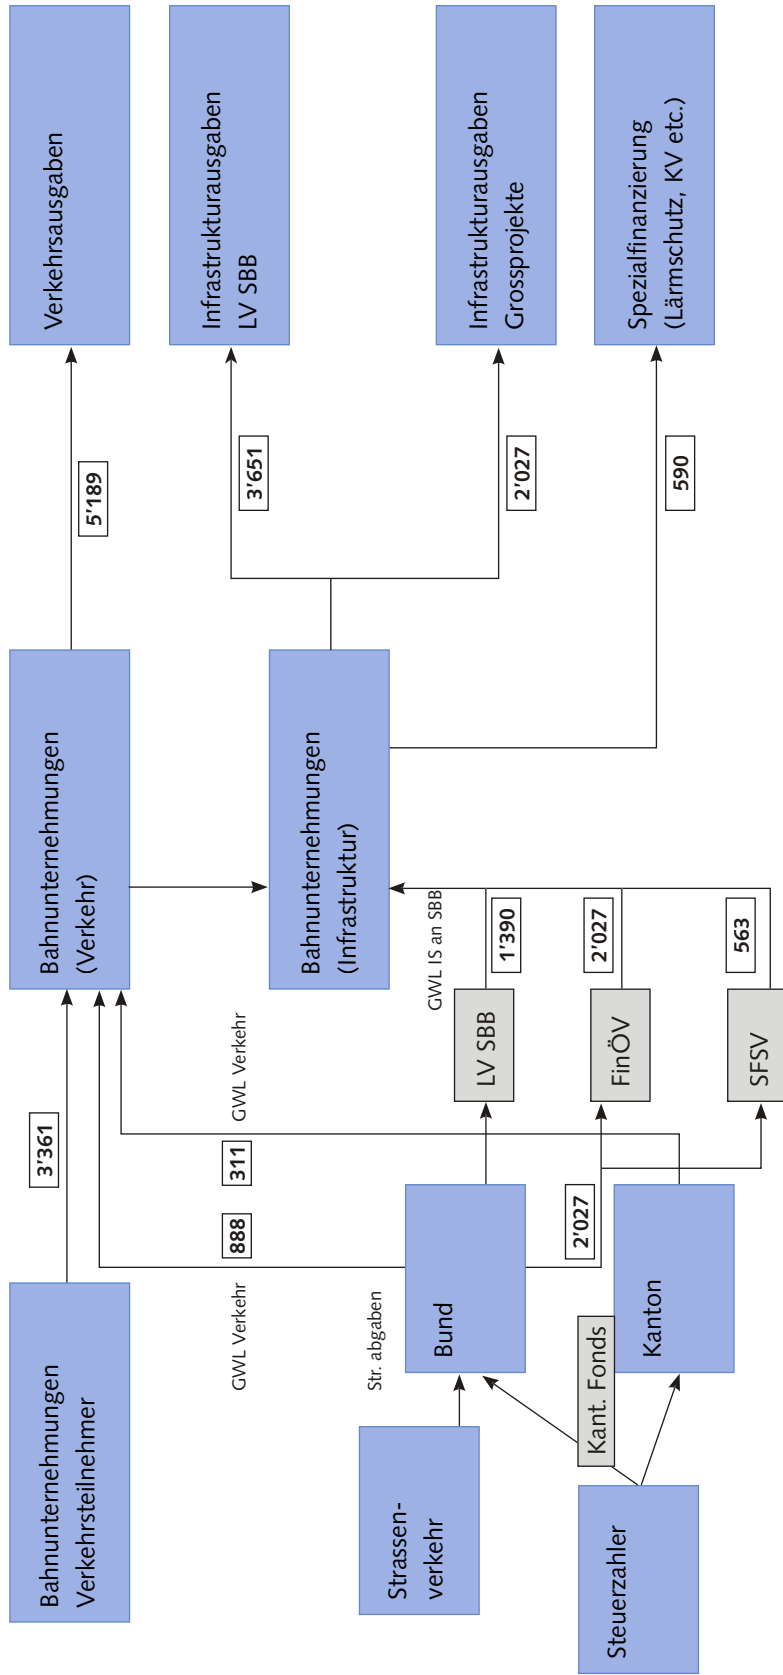 Bahnunternehmungen
Verkehrsteilnehmer
3’361
Bahnunternehmungen
(Verkehr)
5’189
Verkehrsausgaben
GWL Verkehr
888
311
GWL Verkehr
Infrastrukturausgaben
LV SBB
3’651
Bahnunternehmungen
(Infrastruktur)
Strassen-
verkehr
Str. abgaben
Bund
LV SBB
GWL IS an SBB
1’390
2’027
Infrastrukturausgaben
Grossprojekte
Steuerzahler
Kant. Fonds
Kanton
2’027
FinÖV
2’027
SFSV
563
590
Spezialfinanzierung
(Lärmschutz, KV etc.)